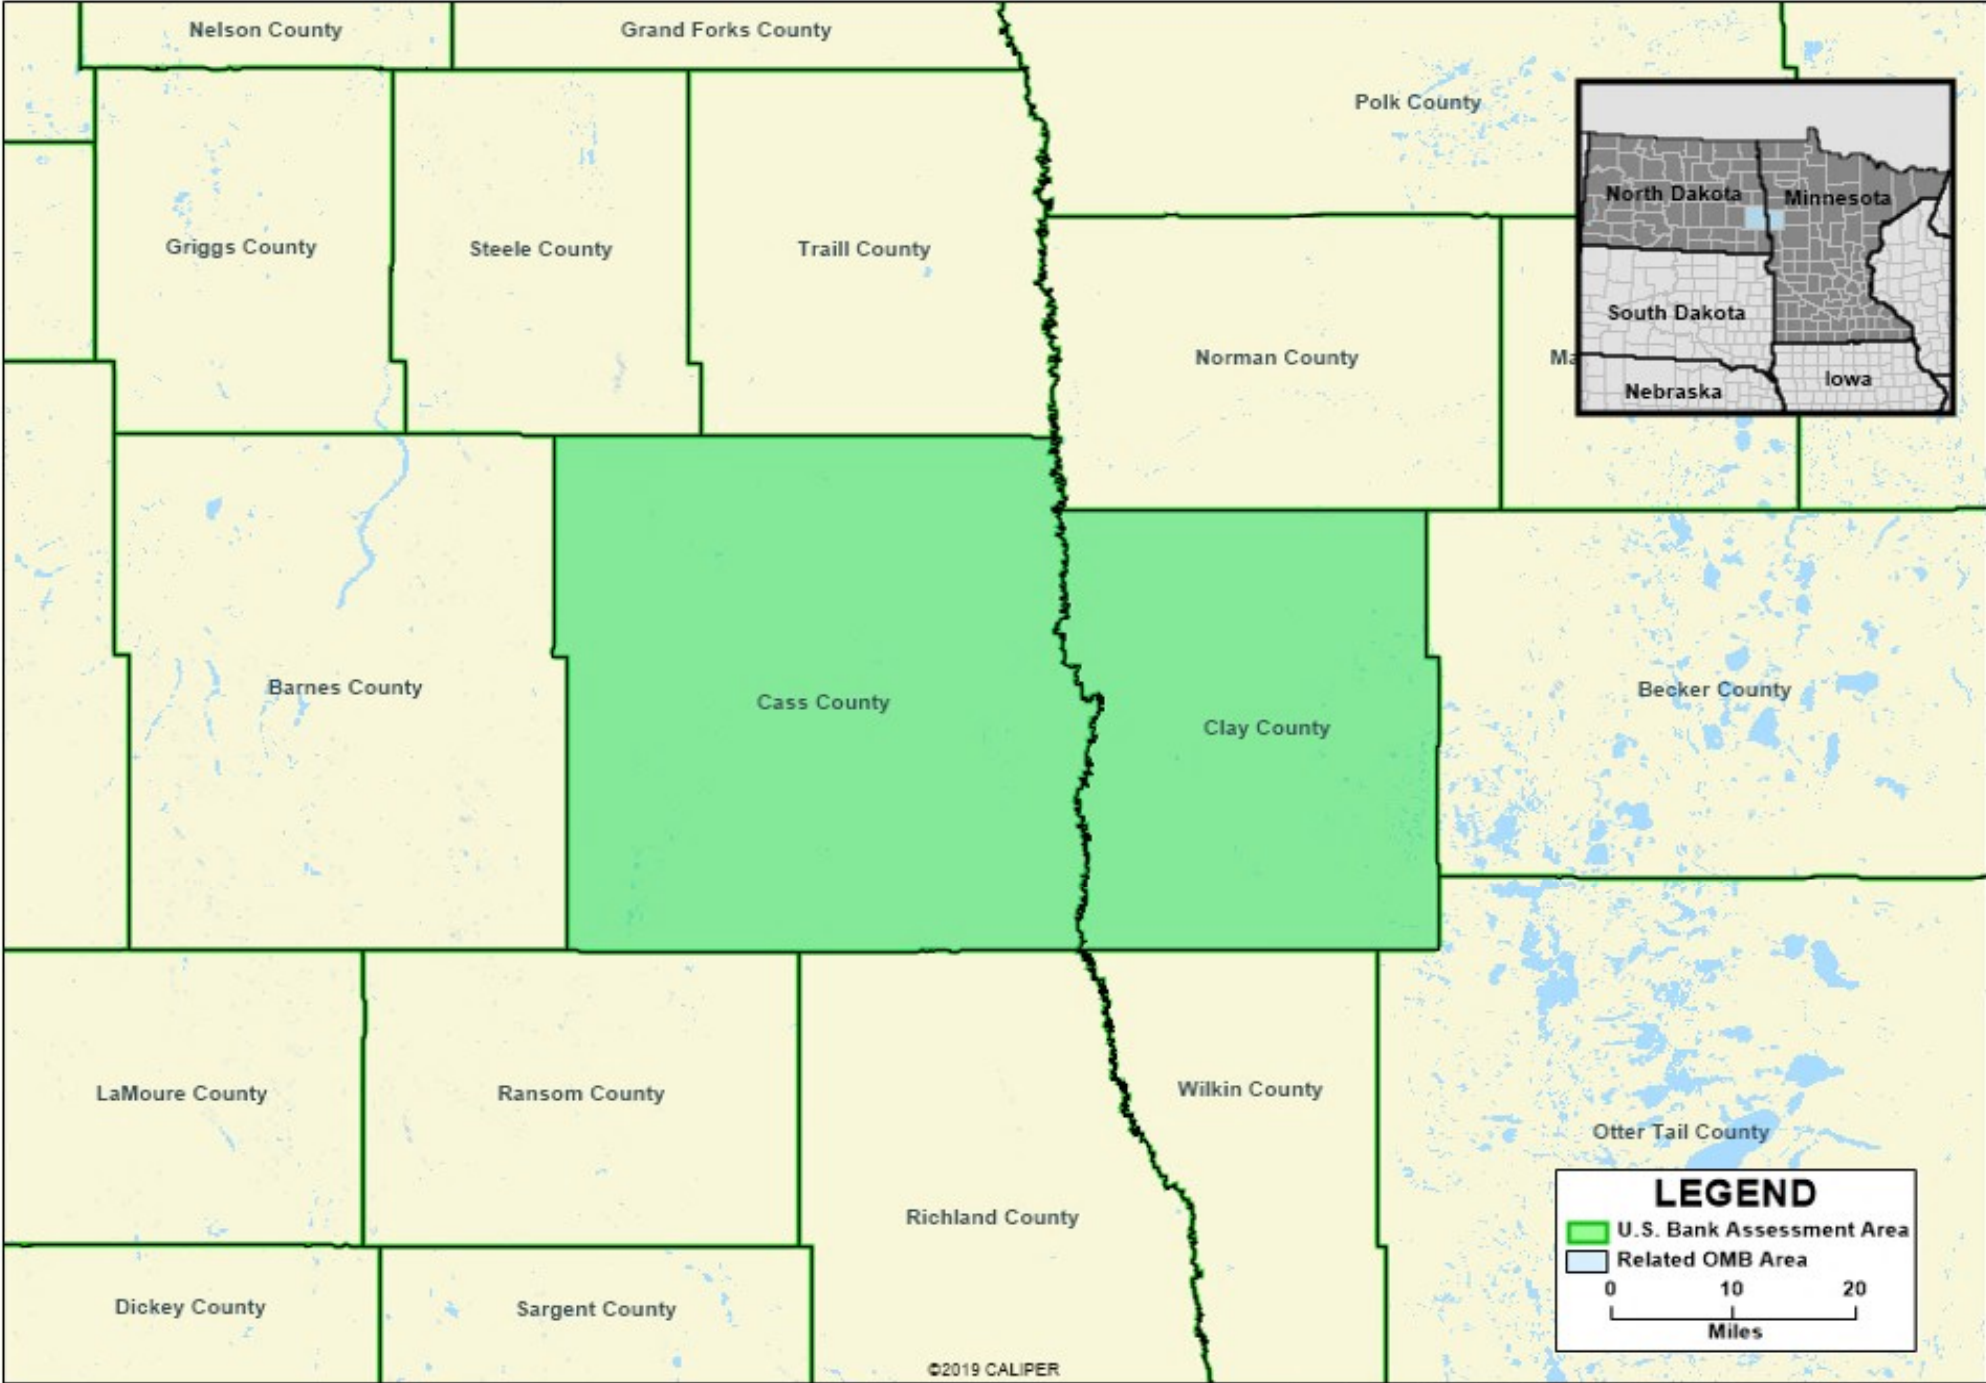 Nelson County
Grand Forks County
Polk County
Griggs County
Steele County
Traill County
Norman County
Ma
North Dakota
Minnesota
South Dakota
Iowa
Nebraska
Barnes County
Cass County
Clay County
Becker County
LaMoure County
Ransom County
Wilkin County
Otter Tail County
Richland County
Dickey County
Sargent County
LEGEND
U.S. Bank Assessment Area
Related OMB Area
0 10 20
Miles
©2019 CALIPER